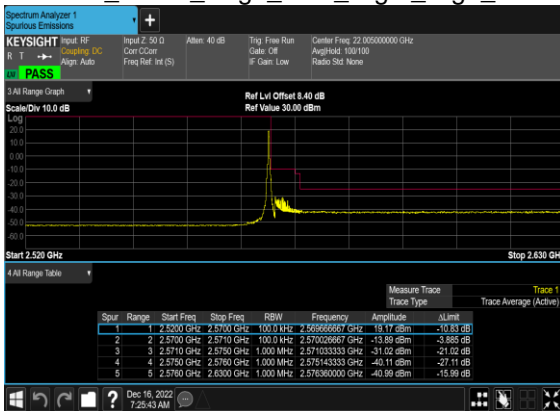 Spectrum Analyzer 1
Spurious Emissions
KEYSIGHT
R T
PASS
Input: RF
Coupling: DC
Align: Auto
Input Z: 50 Ω
Corr CCorr
Freq Ref: Int (S)
Atten: 40 dB
Trig: Free Run
Gate: Off
IF Gain: Low
Center Freq: 22.005000000 GHz
Avg|Hold: 100/100
Radio Std: None
3 All Range Graph
Scale/Div 10.0 dB
Ref Lvl Offset 8.40 dB
Ref Value 30.00 dBm
Log
20.0
10.0
0.00
-10.0
-20.0
-30.0
-40.0
-50.0
-60.0
Start 2.520 GHz
Stop 2.630 GH
4 All Range Table
Measure Trace Trace 1
Trace Type Trace Average (Active)
Spur Range Start Freq Stop Freq RBW Frequency Amplitude ΔLimit
1 1 2.5200 GHz 2.5700 GHz 100.0 kHz 2.569666667 GHz 19.17 dBm -10.83 dB
2 2 2.5700 GHz 2.5710 GHz 100.0 kHz 2.570026667 GHz -13.89 dBm -3.885 dB
3 3 2.5710 GHz 2.5750 GHz 1.000 MHz 2.571033333 GHz -31.02 dBm -21.02 dB
4 4 2.5750 GHz 2.5760 GHz 1.000 MHz 2.575143333 GHz -40.11 dBm -27.11 dB
5 5 2.5760 GHz 2.6300 GHz 1.000 MHz 2.576360000 GHz -40.99 dBm -15.99 dB
Dec 16, 2022
7:25:43 AM